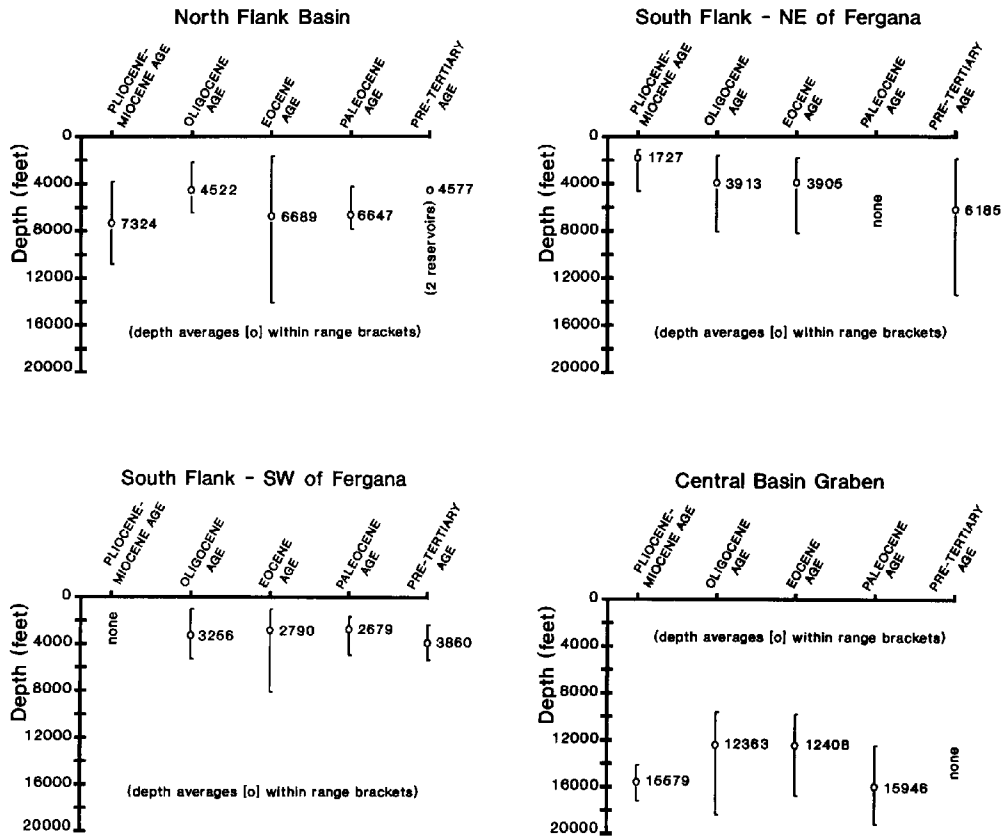 North Flank Basin
PLIOCENE-
MIOCENE AGE
OLIGOCENE
AGE
EOCENE
AGE
PALEOCENE
AGE
PRE-TERTIARY
AGE
Depth (feet)
0
4000
8000
12000
16000
20000
7324
4522
6689
6647
4577
(2 reservoirs)
(depth averages [o] within range brackets)
South Flank - NE of Fergana
PLIOCENE-
MIOCENE AGE
OLIGOCENE
AGE
EOCENE
AGE
PALEOCENE
AGE
PRE-TERTIARY
AGE
Depth (feet)
0
4000
8000
12000
16000
20000
1727
3913
3905
none
6185
(depth averages [o] within range brackets)
South Flank - SW of Fergana
PLIOCENE-
MIOCENE AGE
OLIGOCENE
AGE
EOCENE
AGE
PALEOCENE
AGE
PRE-TERTIARY
AGE
Depth (feet)
0
4000
8000
12000
16000
20000
none
3256
2790
2679
3860
(depth averages [o] within range brackets)
Central Basin Graben
PLIOCENE-
MIOCENE AGE
OLIGOCENE
AGE
EOCENE
AGE
PALEOCENE
AGE
PRE-TERTIARY
AGE
Depth (feet)
0
4000
8000
12000
16000
20000
(depth averages [o] within range brackets)
15579
12363
12408
15946
none